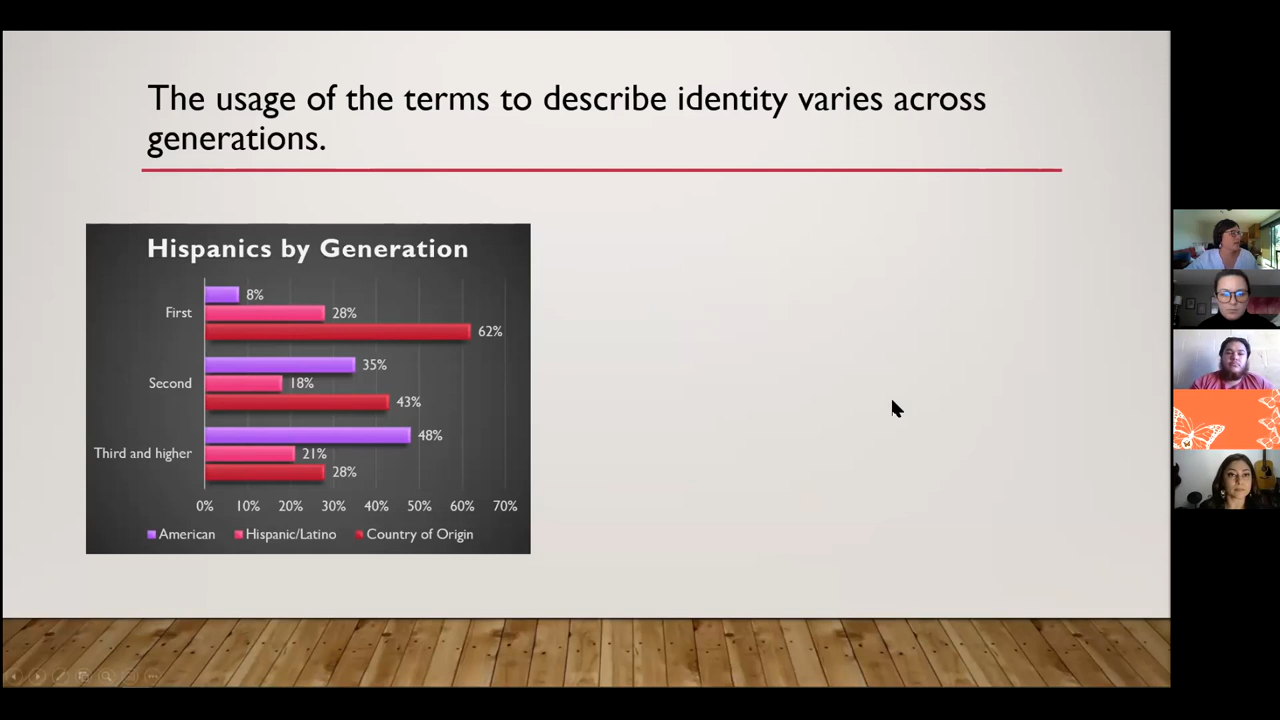 The usage of the terms to describe identity varies across
generations.
Hispanics by Generation
First
8%
28%
62%
Second
35%
18%
43%
Third and higher
48%
21%
28%
0% 10% 20% 30% 40% 50% 60% 70%
American Hispanic/Latino Country of Origin